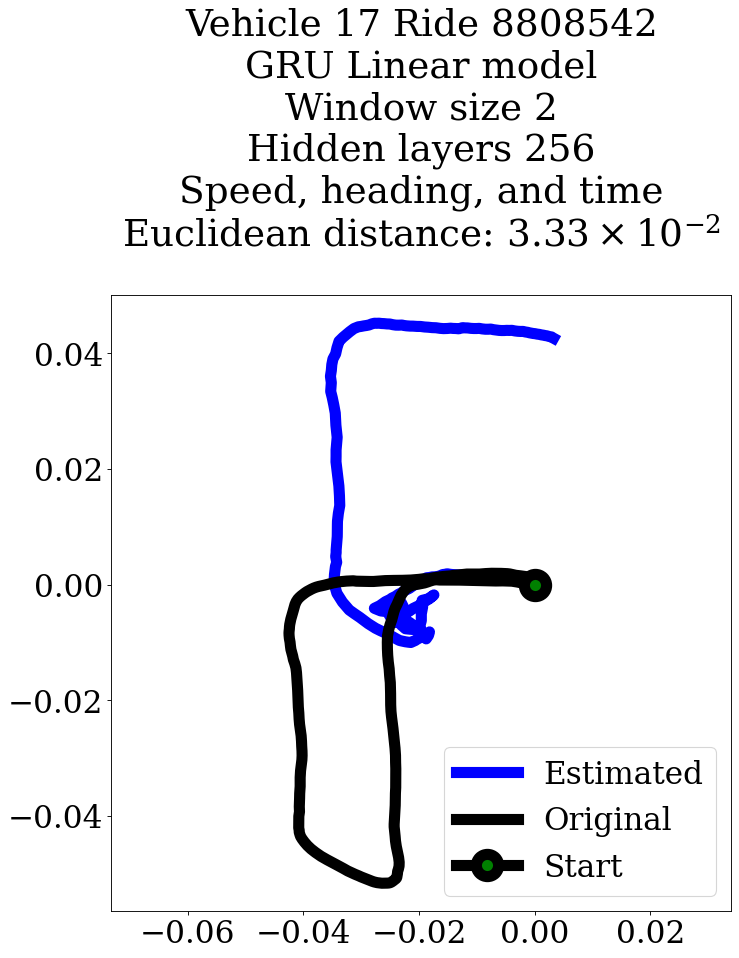 Vehicle 17 Ride 8808542
GRU Linear model
Window size 2
Hidden layers 256
Speed, heading, and time
Euclidean distance: 3.33 × 10⁻²
0.04
0.02
0.00
−0.02
−0.04
Estimated
Original
Start
−0.06 −0.04 −0.02 0.00 0.02